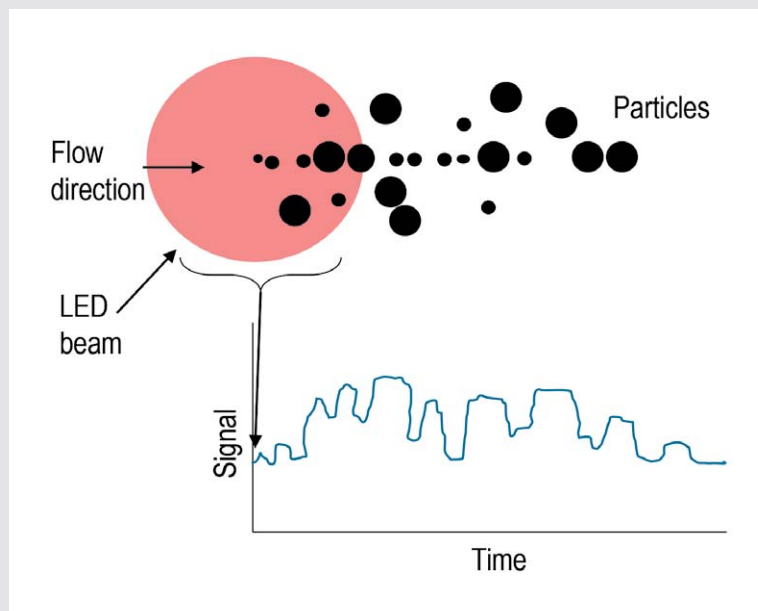 Particles
Flow
direction
LED
beam
Signal
Time